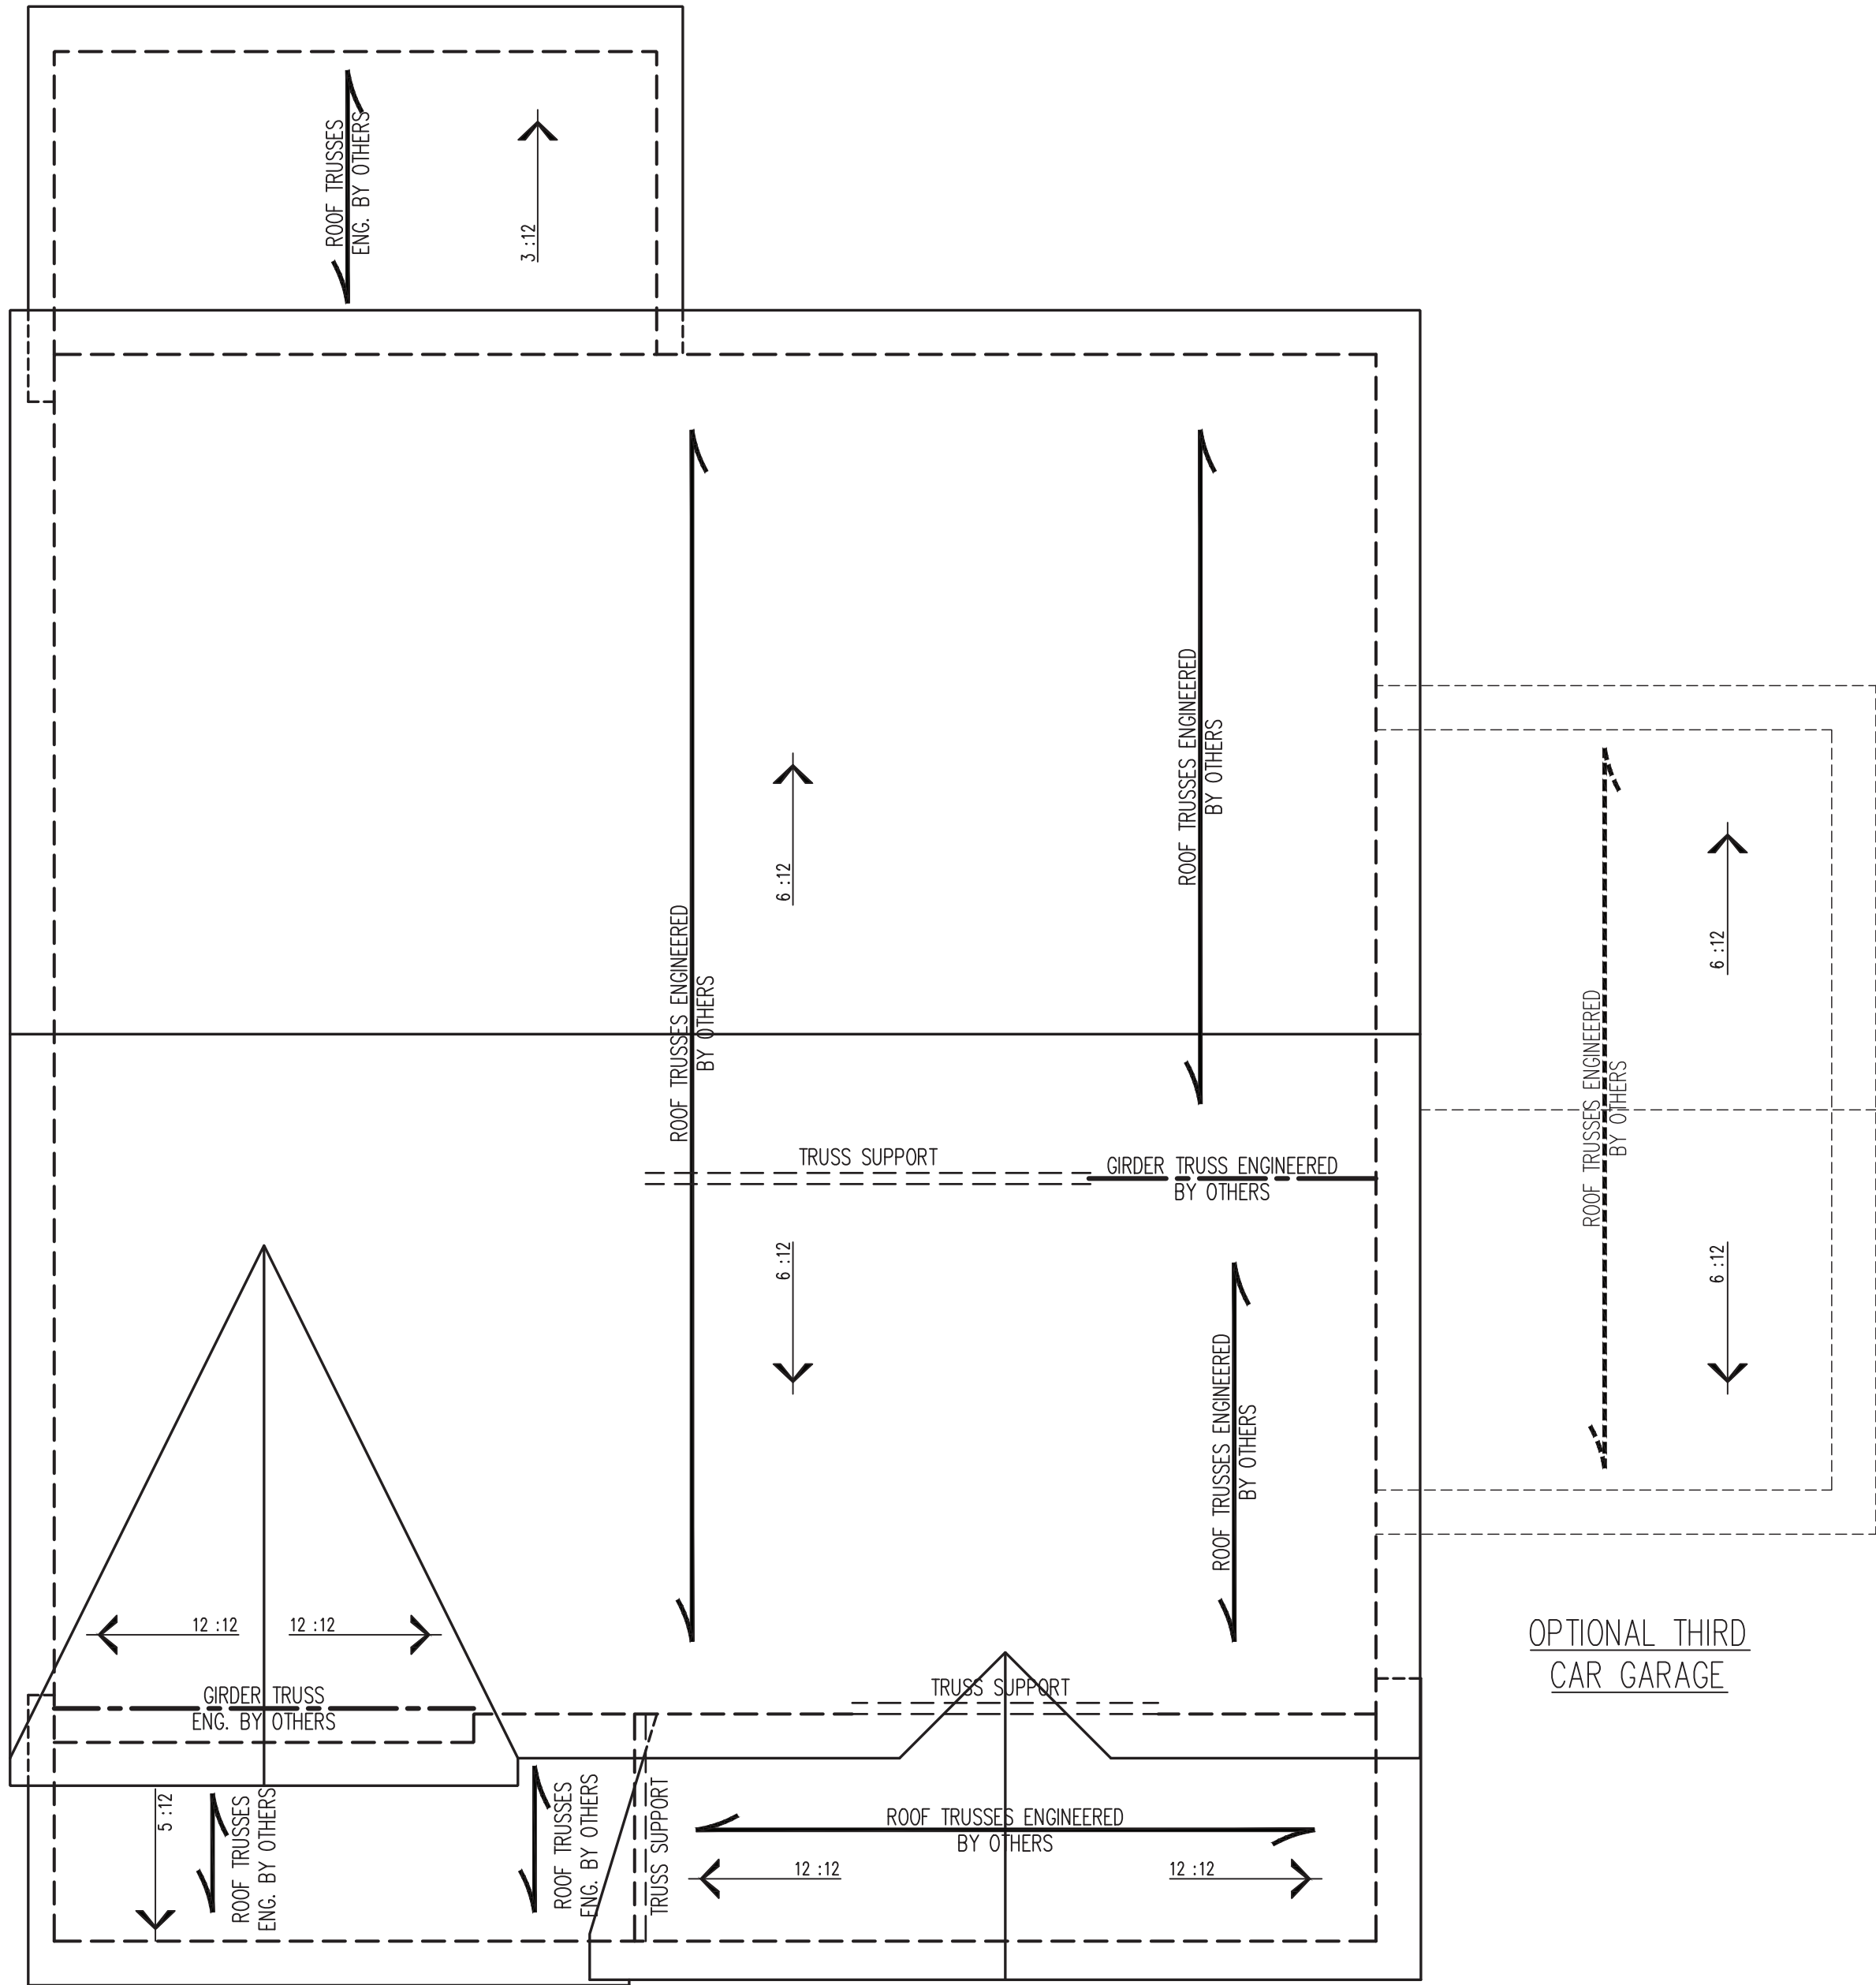 ROOF TRUSSES
ENG. BY OTHERS
3 :12
ROOF TRUSSES ENGINEERED
BY OTHERS
6 :12
ROOF TRUSSES ENGINEERED
BY OTHERS
6 :12
ROOF TRUSSES ENGINEERED
BY OTHERS
TRUSS SUPPORT
GIRDER TRUSS ENGINEERED
BY OTHERS
6 :12
6 :12
ROOF TRUSSES ENGINEERED
BY OTHERS
12 :12
12 :12
OPTIONAL THIRD
CAR GARAGE
GIRDER TRUSS
ENG. BY OTHERS
TRUSS SUPPORT
5 :12
ROOF TRUSSES
ENG. BY OTHERS
ROOF TRUSSES
ENG. BY OTHERS
TRUSS SUPPORT
ROOF TRUSSES ENGINEERED
BY OTHERS
12 :12
12 :12